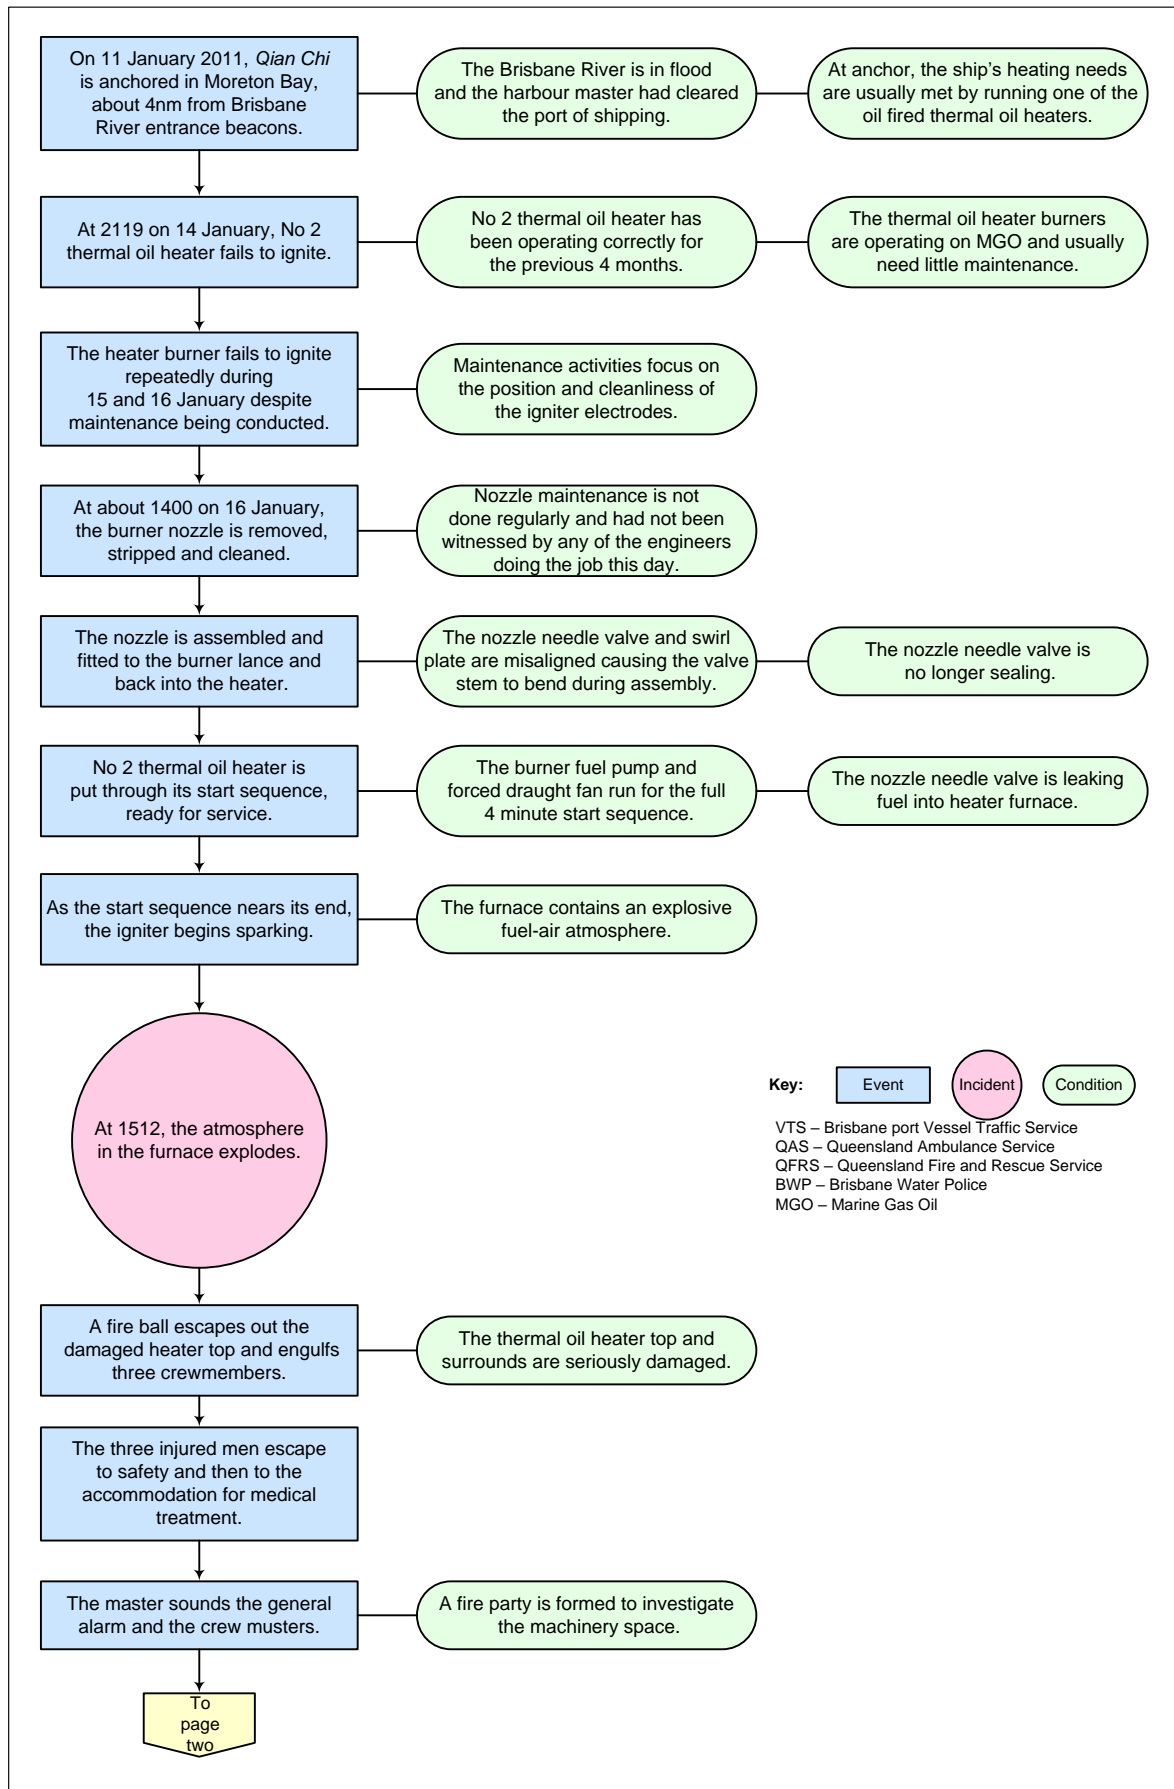 On 11 January 2011, Qian Chi
is anchored in Moreton Bay,
about 4nm from Brisbane
River entrance beacons.
The Brisbane River is in flood
and the harbour master had cleared
the port of shipping.
At anchor, the ship's heating needs
are usually met by running one of the
oil fired thermal oil heaters.
At 2119 on 14 January, No 2
thermal oil heater fails to ignite.
No 2 thermal oil heater has
been operating correctly for
the previous 4 months.
The thermal oil heater burners
are operating on MGO and usually
need little maintenance.
The heater burner fails to ignite
repeatedly during
15 and 16 January despite
maintenance being conducted.
Maintenance activities focus on
the position and cleanliness of
the igniter electrodes.
At about 1400 on 16 January,
the burner nozzle is removed,
stripped and cleaned.
Nozzle maintenance is not
done regularly and had not been
witnessed by any of the engineers
doing the job this day.
The nozzle is assembled and
fitted to the burner lance and
back into the heater.
The nozzle needle valve and swirl
plate are misaligned causing the valve
stem to bend during assembly.
The nozzle needle valve is
no longer sealing.
No 2 thermal oil heater is
put through its start sequence,
ready for service.
The burner fuel pump and
forced draught fan run for the full
4 minute start sequence.
The nozzle needle valve is leaking
fuel into heater furnace.
As the start sequence nears its end,
the igniter begins sparking.
The furnace contains an explosive
fuel-air atmosphere.
At 1512, the atmosphere
in the furnace explodes.
Key:
Event
Incident
Condition
VTS – Brisbane port Vessel Traffic Service
QAS – Queensland Ambulance Service
QFRS – Queensland Fire and Rescue Service
BWP – Brisbane Water Police
MGO – Marine Gas Oil
A fire ball escapes out the
damaged heater top and engulfs
three crewmembers.
The thermal oil heater top and
surrounds are seriously damaged.
The three injured men escape
to safety and then to the
accommodation for medical
treatment.
The master sounds the general
alarm and the crew musters.
A fire party is formed to investigate
the machinery space.
To
page
two